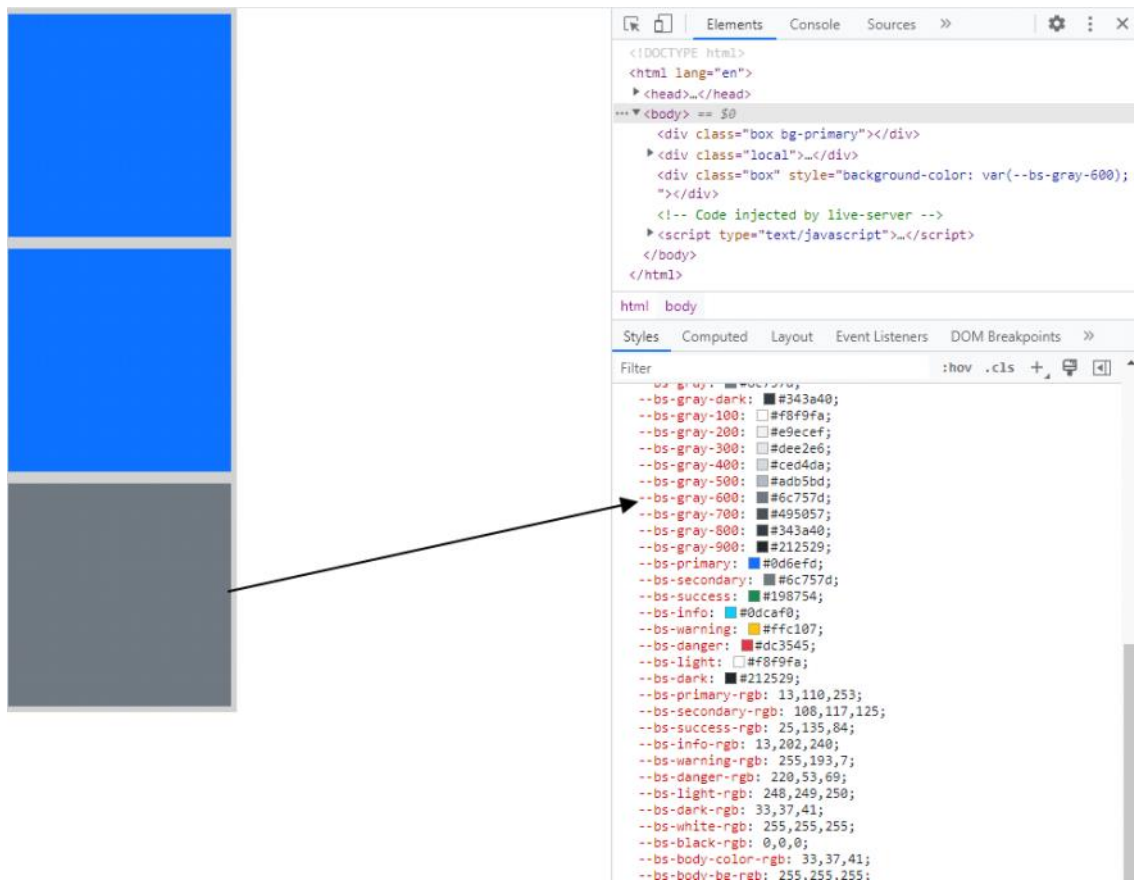 Elements Console Sources »
<!DOCTYPE html>
<html lang="en">
<head>…</head>
<body> == $0
<div class="box bg-primary"></div>
<div class="local">…</div>
<div class="box" style="background-color: var(--bs-gray-600);
"></div>
<!-- Code injected by live-server -->
<script type="text/javascript">…</script>
</body>
</html>
html body
Styles Computed Layout Event Listeners DOM Breakpoints »
Filter :hov .cls +
--bs-gray: #6c757d;
--bs-gray-dark: #343a40;
--bs-gray-100: #f8f9fa;
--bs-gray-200: #e9ecef;
--bs-gray-300: #dee2e6;
--bs-gray-400: #ced4da;
--bs-gray-500: #adb5bd;
--bs-gray-600: #6c757d;
--bs-gray-700: #495057;
--bs-gray-800: #343a40;
--bs-gray-900: #212529;
--bs-primary: #0d6efd;
--bs-secondary: #6c757d;
--bs-success: #198754;
--bs-info: #0dcaf0;
--bs-warning: #ffc107;
--bs-danger: #dc3545;
--bs-light: #f8f9fa;
--bs-dark: #212529;
--bs-primary-rgb: 13,110,253;
--bs-secondary-rgb: 108,117,125;
--bs-success-rgb: 25,135,84;
--bs-info-rgb: 13,202,240;
--bs-warning-rgb: 255,193,7;
--bs-danger-rgb: 220,53,69;
--bs-light-rgb: 248,249,250;
--bs-dark-rgb: 33,37,41;
--bs-white-rgb: 255,255,255;
--bs-black-rgb: 0,0,0;
--bs-body-color-rgb: 33,37,41;
--bs-body-bg-rgb: 255,255,255;